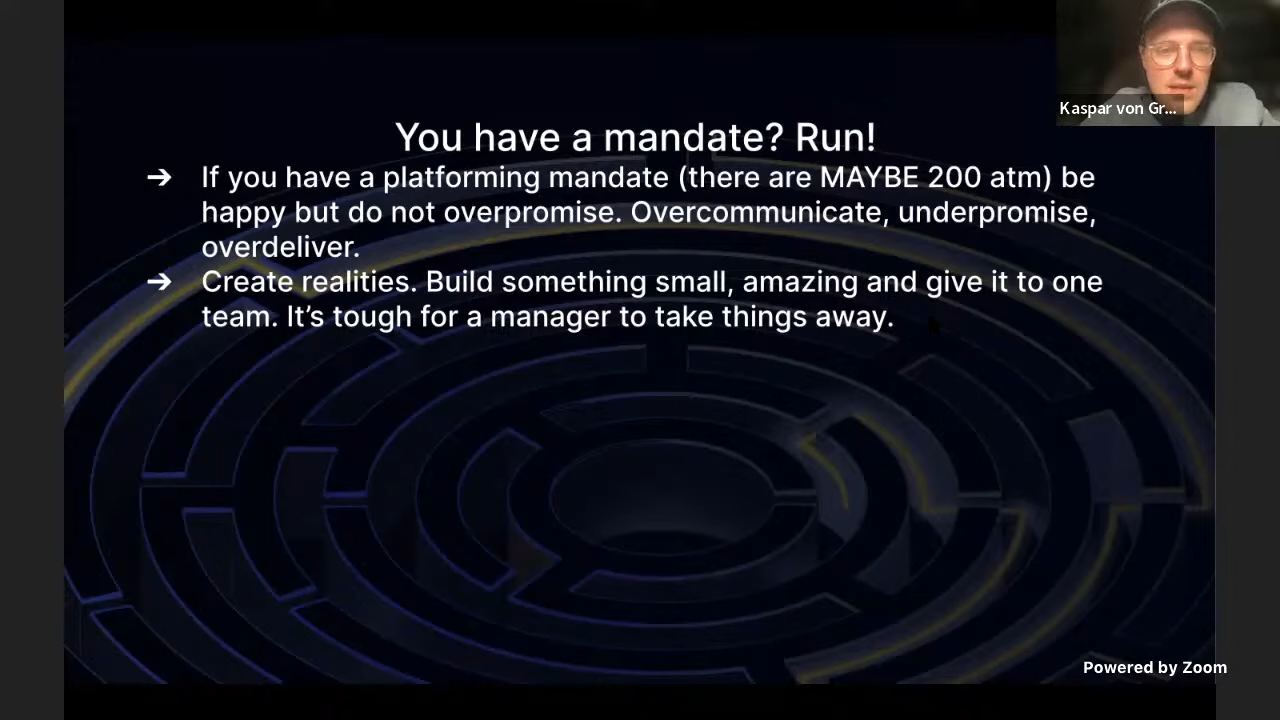 Kaspar von Gr...
You have a mandate? Run!
➔ If you have a platforming mandate (there are MAYBE 200 atm) be
happy but do not overpromise. Overcommunicate, underpromise,
overdeliver.
➔ Create realities. Build something small, amazing and give it to one
team. It’s tough for a manager to take things away.
Powered by Zoom